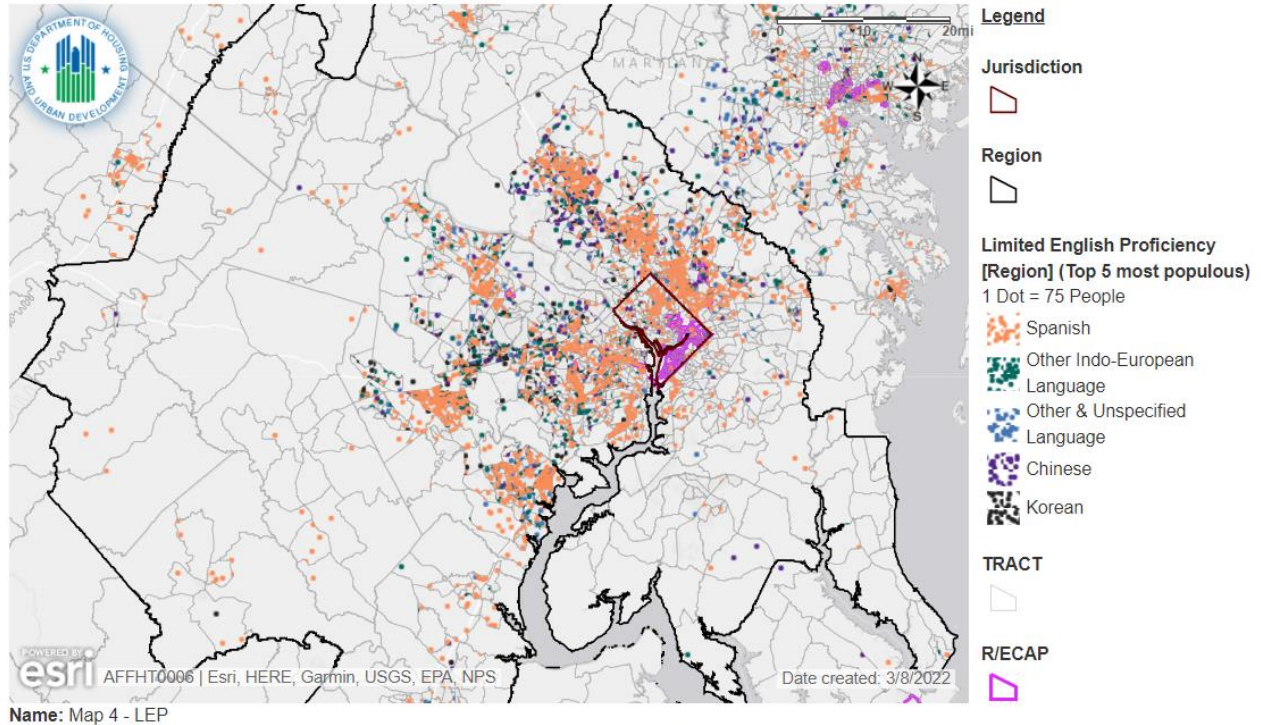 U.S. DEPARTMENT OF HOUSING
AND URBAN DEVELOPMENT
0 10 20mi
MARYLAND
N
W E
S
POWERED BY
esri
AFFHT0006 | Esri, HERE, Garmin, USGS, EPA, NPS
Date created: 3/8/2022
Name: Map 4 - LEP
Legend
Jurisdiction
Region
Limited English Proficiency
[Region] (Top 5 most populous)
1 Dot = 75 People
Spanish
Other Indo-European
Language
Other & Unspecified
Language
Chinese
Korean
TRACT
R/ECAP